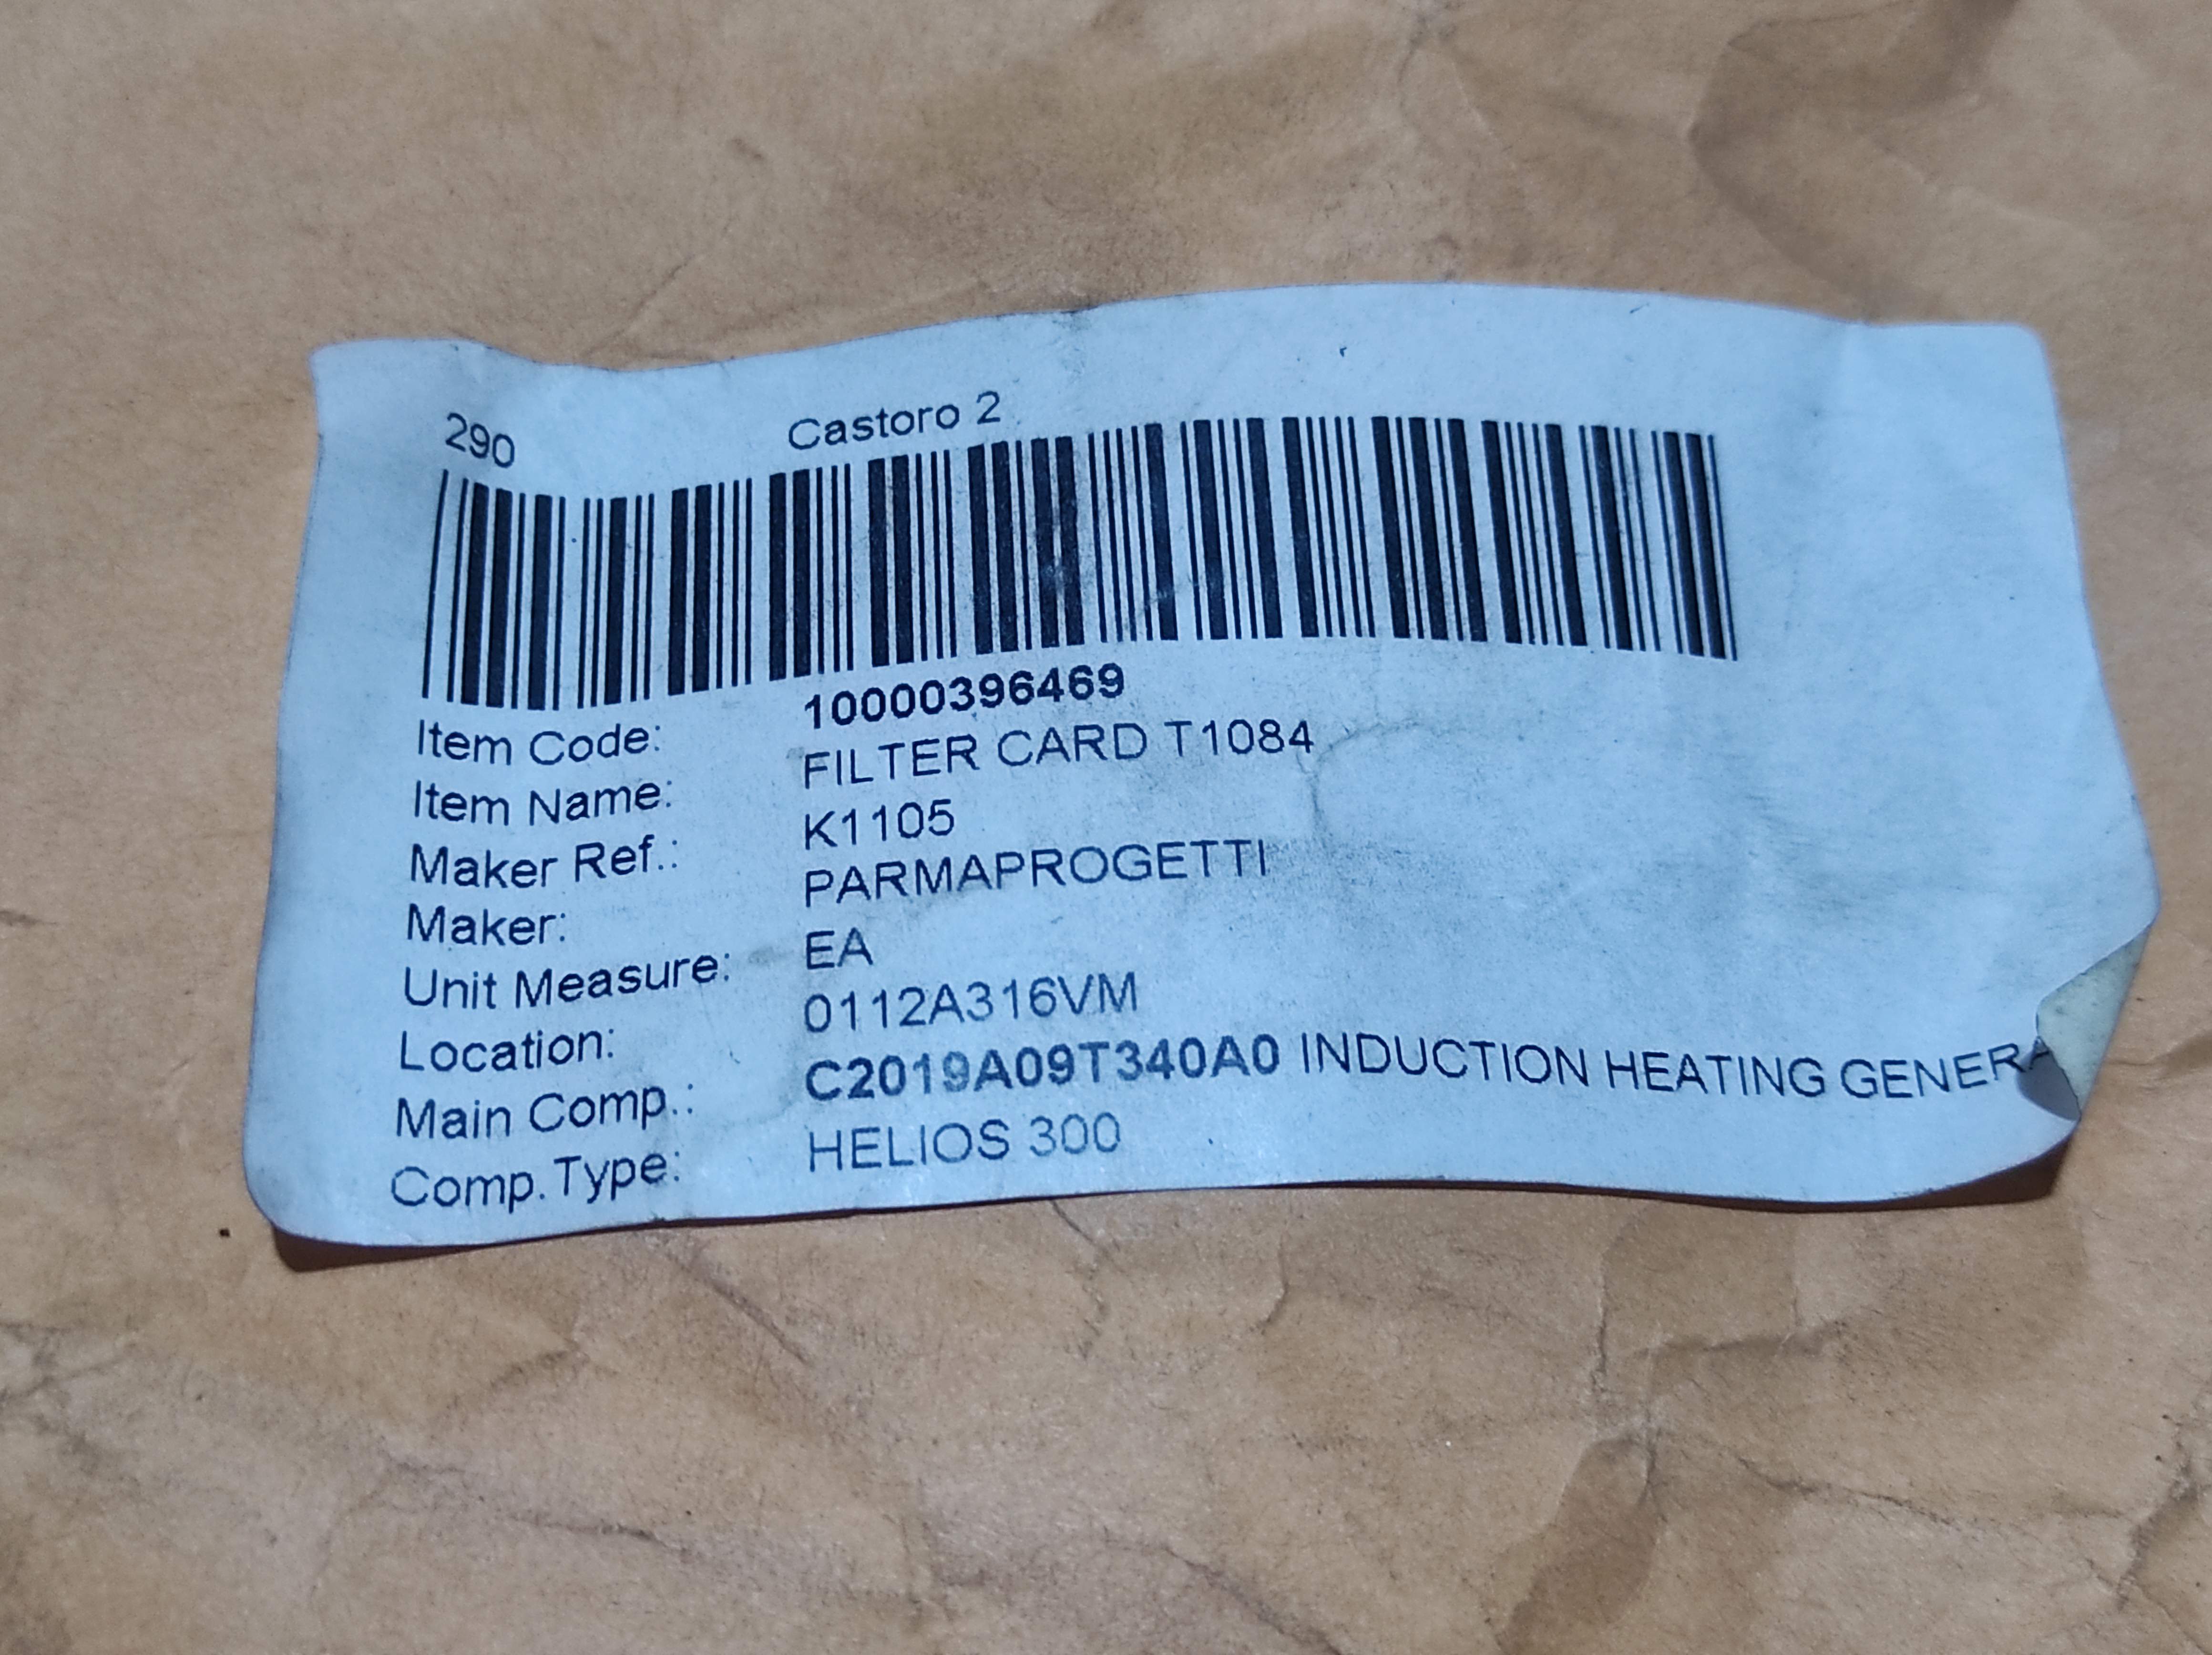 290 Castoro 2
Item Code: 10000396469
Item Name: FILTER CARD T1084
Maker Ref.: K1105
Maker: PARMAPROGETTI
Unit Measure: EA
Location: 0112A316VM
Main Comp.: C2019A09T340A0 INDUCTION HEATING GENERA
Comp.Type: HELIOS 300